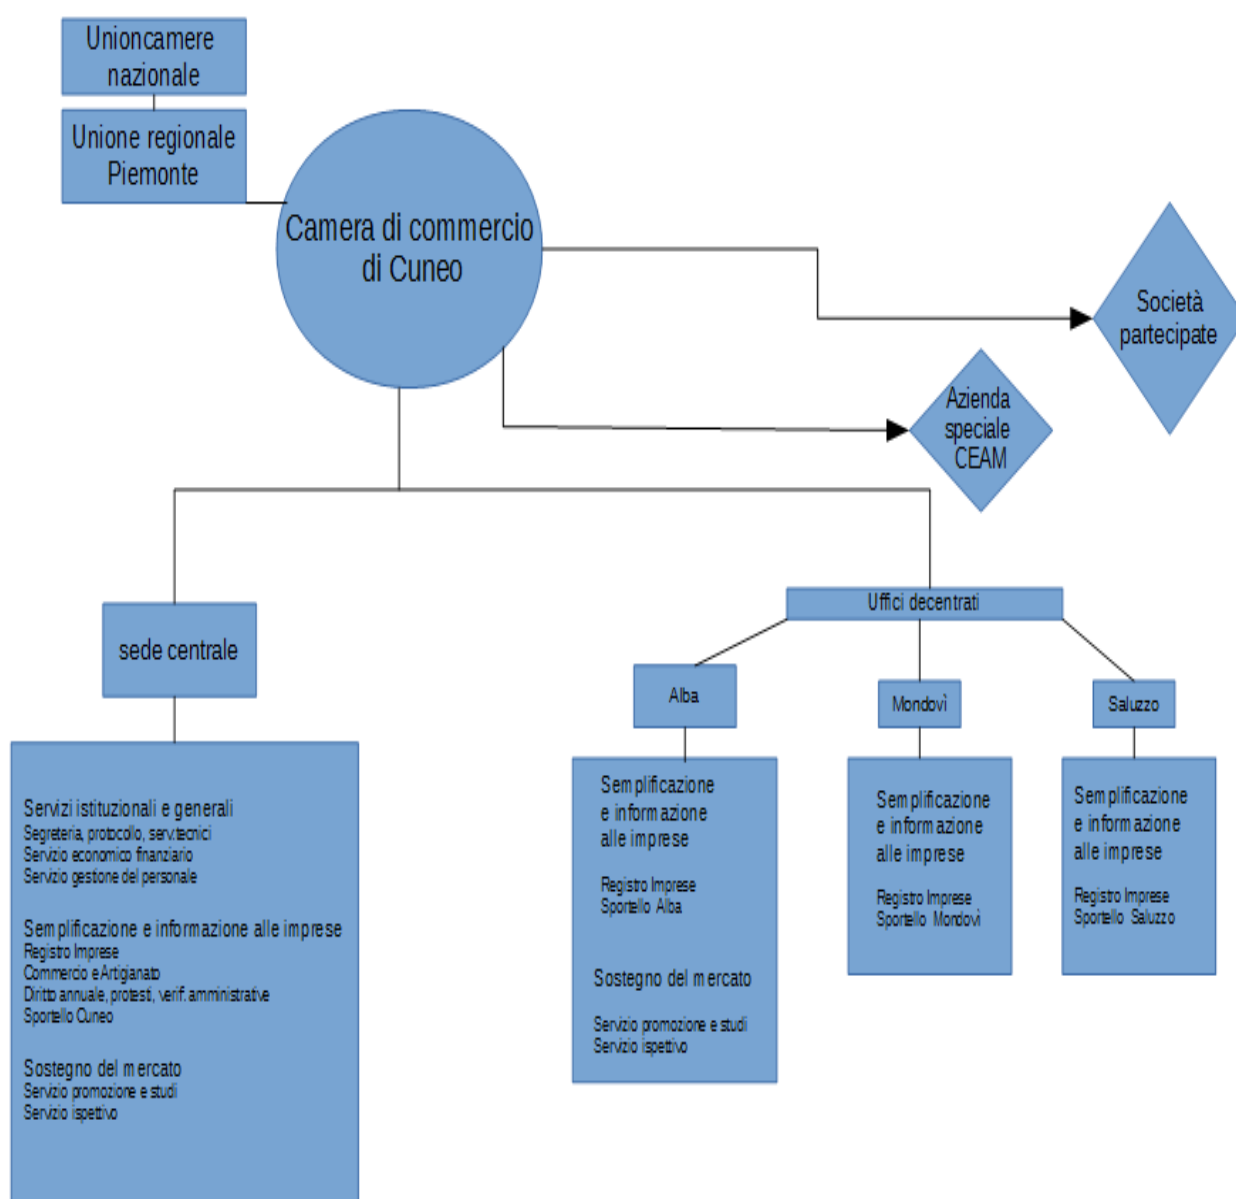 Unioncamere
nazionale
Unione regionale
Piemonte
Camera di commercio
di Cuneo
Società
partecipate
Azienda
speciale
CEAM
sede centrale
Uffici decentrati
Alba
Mondovì
Saluzzo
Servizi istituzionali e generali
Segreteria, protocollo, serv.tecnici
Servizio economico finanziario
Servizio gestione del personale
Semplificazione e informazione alle imprese
Registro Imprese
Commercio e Artigianato
Diritto annuale, protesti, verif. amministrative
Sportello Cuneo
Sostegno del mercato
Servizio promozione e studi
Servizio ispettivo
Semplificazione
e informazione
alle imprese
Registro Imprese
Sportello Alba
Sostegno del mercato
Servizio promozione e studi
Servizio ispettivo
Semplificazione
e informazione
alle imprese
Registro Imprese
Sportello Mondovì
Semplificazione
e informazione
alle imprese
Registro Imprese
Sportello Saluzzo